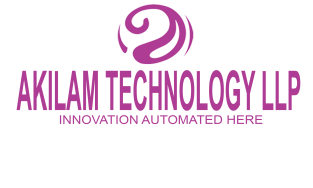 AKILAM TECHNOLOGY LLP
INNOVATION AUTOMATED HERE